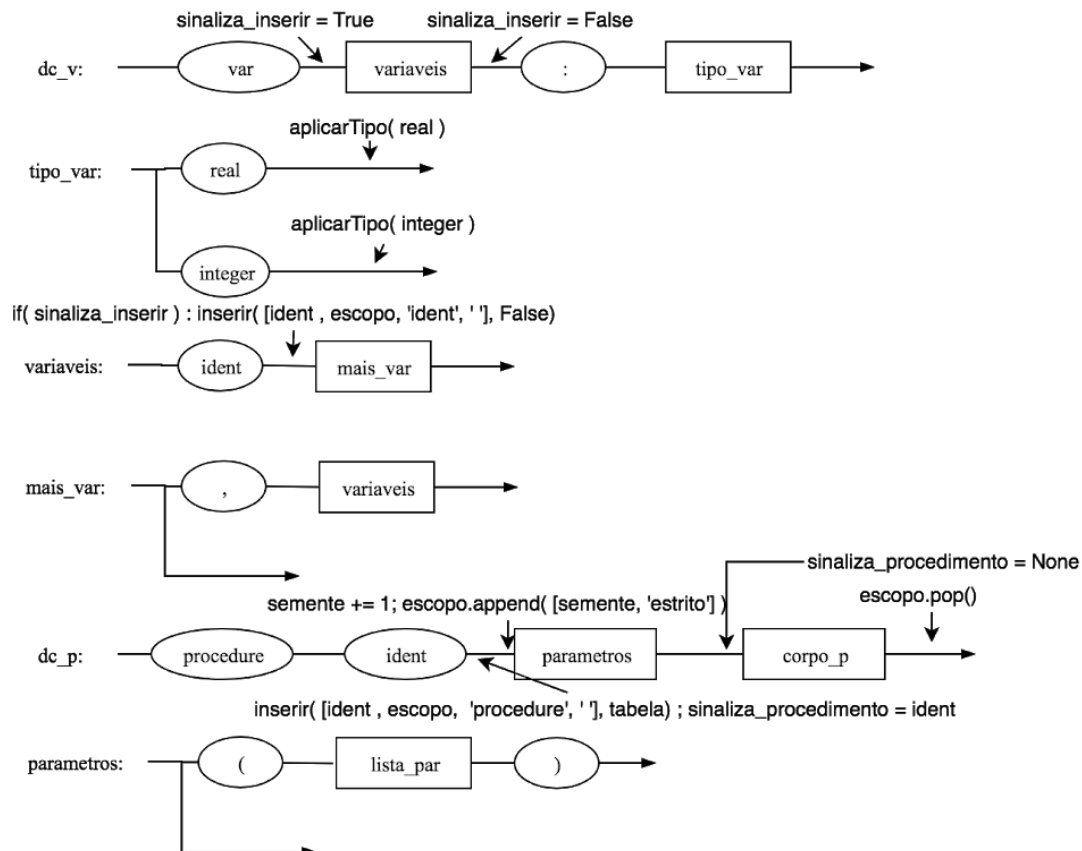 sinaliza_inserir = True sinaliza_inserir = False
dc_v: var variaveis : tipo_var
aplicarTipo( real )
tipo_var: real
aplicarTipo( integer )
integer
if( sinaliza_inserir ) : inserir( [ident , escopo, 'ident', ' '], False)
variaveis: ident mais_var
mais_var: , variaveis
sinaliza_procedimento = None
semente += 1; escopo.append( [semente, 'estrito'] ) escopo.pop()
dc_p: procedure ident parametros corpo_p
inserir( [ident , escopo, 'procedure', ' '], tabela) ; sinaliza_procedimento = ident
parametros: ( lista_par )